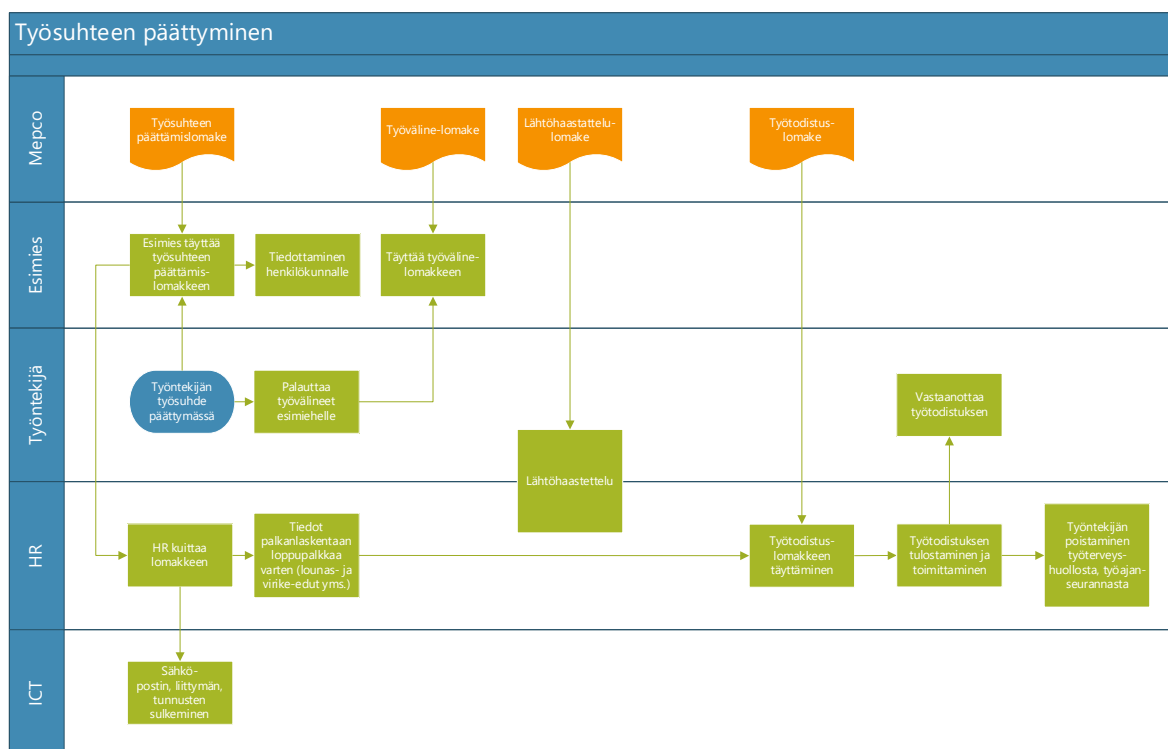 Työsuhteen päättyminen
Mepco
Työsuhteen
päättämislomake
Työväline-lomake
Lähtöhaastattelu-
lomake
Työtodistus-
lomake
Esimies
Esimies täyttää
työsuhteen
päättämis-
lomakkeen
Tiedottaminen
henkilökunnalle
Täyttää työväline-
lomakkeen
Työntekijä
Työntekijän
työsuhde
päättymässä
Palauttaa
työvälineet
esimiehelle
Vastaanottaa
työtodistuksen
Lähtöhaastettelu
HR
HR kuittaa
lomakkeen
Tiedot
palkanlaskentaan
loppupalkkaa
varten (lounas- ja
virike-edut yms.)
Työtodistus-
lomakkeen
täyttäminen
Työtodistuksen
tulostaminen ja
toimittaminen
Työntekijän
poistaminen
työterveys-
huollosta, työajan-
seurannasta
ICT
Sähkö-
postin, liittymän,
tunnusten
sulkeminen